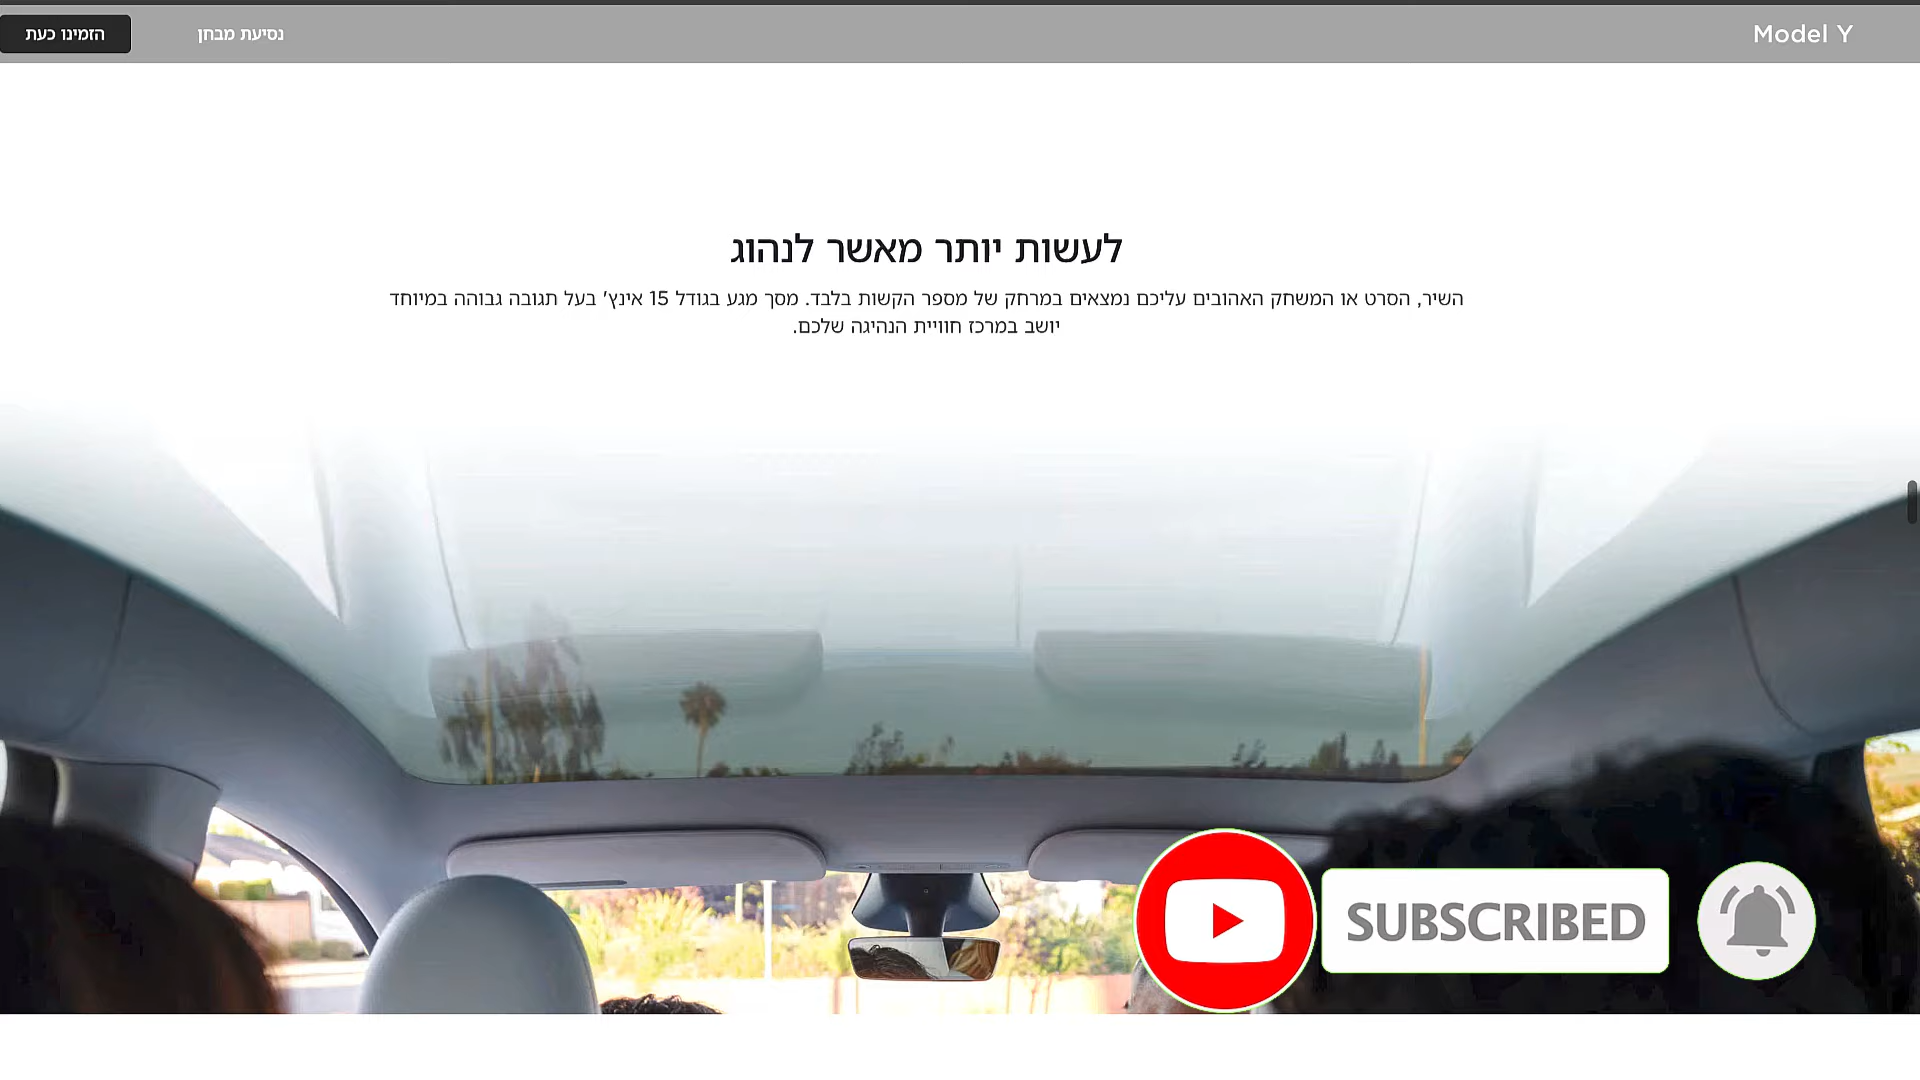 Model Y
נסיעת מבחן
הזמינו כעת
לעשות יותר מאשר לנהוג
השיר, הסרט או המשחק האהובים עליכם נמצאים במרחק של מספר הקשות בלבד. מסך מגע בגודל 15 אינץ' בעל תגובה גבוהה במיוחד
יושב במרכז חוויית הנהיגה שלכם.
SUBSCRIBED